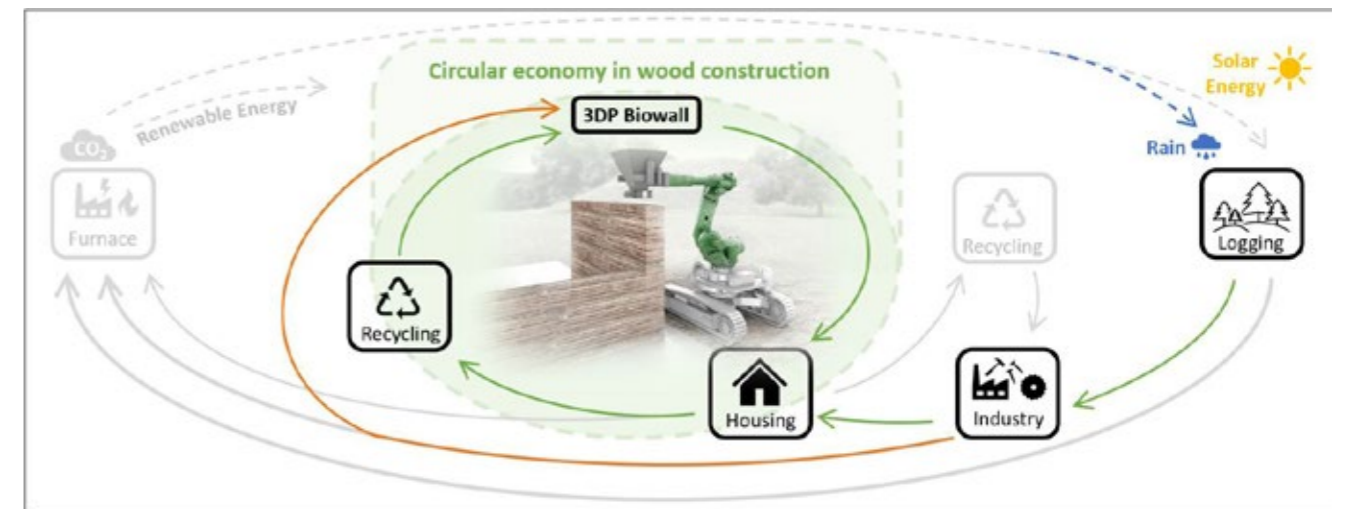 Circular economy in wood construction
Solar
Energy
Renewable Energy
3DP Biowall
Rain
CO₂
Furnace
Recycling
Logging
Recycling
Housing
Industry